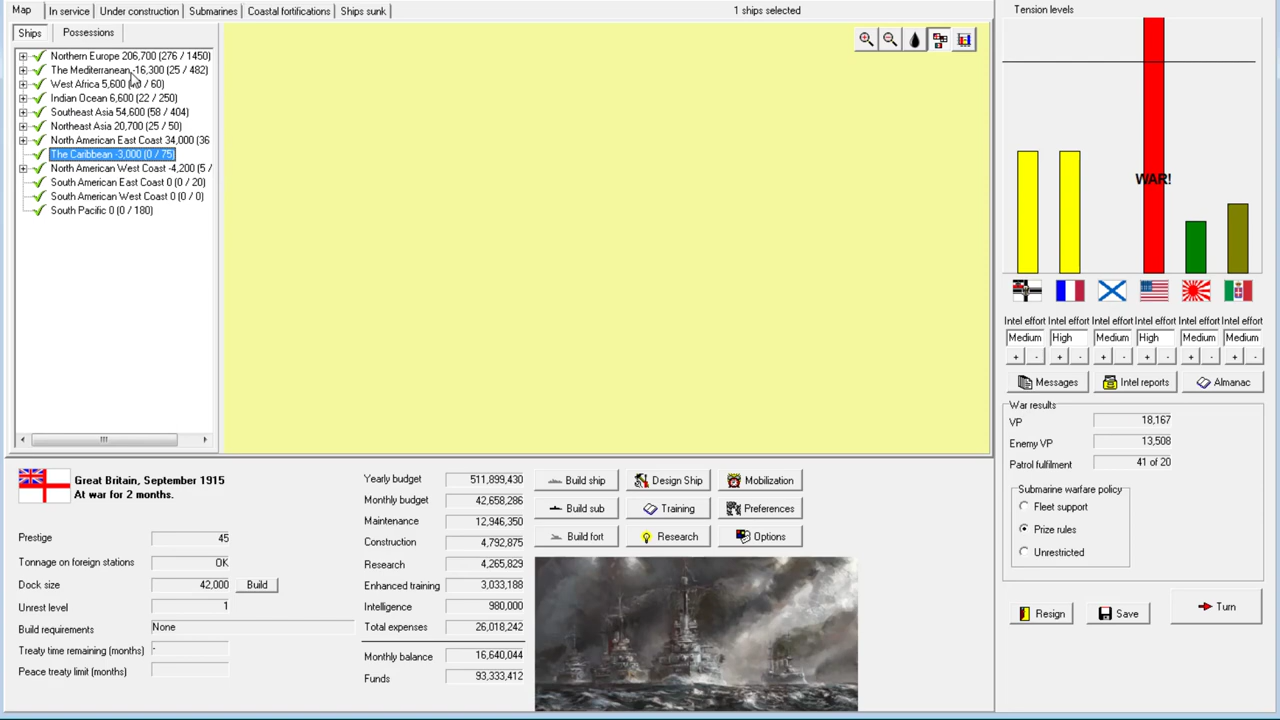 Map
In service
Under construction
Submarines
Coastal fortifications
Ships sunk
1 ships selected
Ships
Possessions
Northern Europe 206,700 (276 / 1450)
The Mediterranean -16,300 (25 / 482)
West Africa 5,600 ( / 60)
Indian Ocean 6,600 (22 / 250)
Southeast Asia 54,600 (58 / 404)
Northeast Asia 20,700 (25 / 50)
North American East Coast 34,000 (36
The Caribbean -3,000 (0 / 75)
North American West Coast -4,200 (5 /
South American East Coast 0 (0 / 20)
South American West Coast 0 (0 / 0)
South Pacific 0 (0 / 180)
Tension levels
WAR!
Intel effort Intel effort Intel effort Intel effort Intel effort Intel effort
Medium High Medium High Medium Medium
+ - + - + - + - + - + -
Messages
Intel reports
Almanac
War results
VP 18,167
Enemy VP 13,508
Patrol fulfilment 41 of 20
Submarine warfare policy
Fleet support
Prize rules
Unrestricted
Resign
Save
Turn
Great Britain, September 1915
At war for 2 months.
Prestige 45
Tonnage on foreign stations OK
Dock size 42,000 Build
Unrest level 1
Build requirements None
Treaty time remaining (months) -
Peace treaty limit (months)
Yearly budget 511,899,430
Monthly budget 42,658,286
Maintenance 12,946,350
Construction 4,792,875
Research 4,265,829
Enhanced training 3,033,188
Intelligence 980,000
Total expenses 26,018,242
Monthly balance 16,640,044
Funds 93,333,412
Build ship
Design Ship
Mobilization
Build sub
Training
Preferences
Build fort
Research
Options